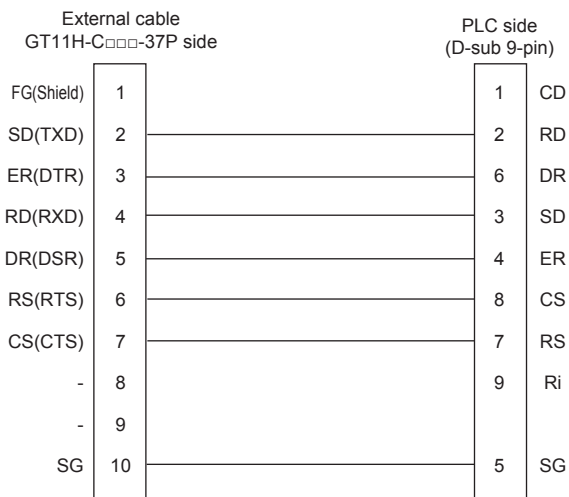 External cable
GT11H-C□□□-37P side
PLC side
(D-sub 9-pin)
FG(Shield) 1 1 CD
SD(TXD) 2 2 RD
ER(DTR) 3 6 DR
RD(RXD) 4 3 SD
DR(DSR) 5 4 ER
RS(RTS) 6 8 CS
CS(CTS) 7 7 RS
- 8 9 Ri
- 9
SG 10 5 SG